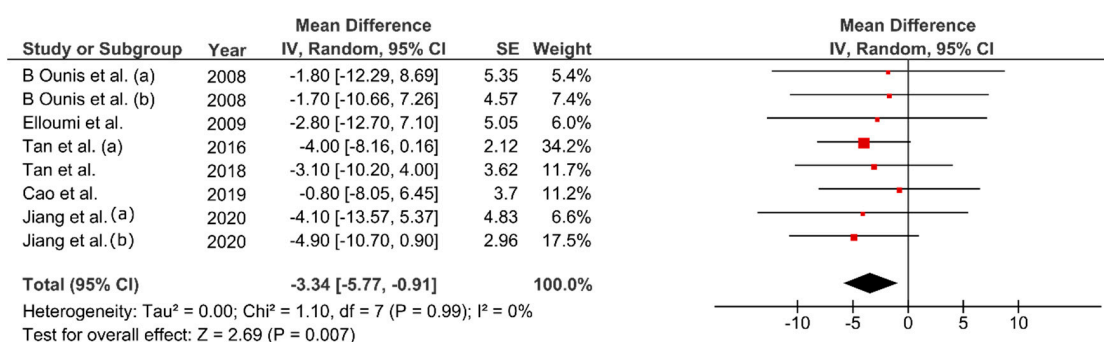 Mean Difference Mean Difference
Study or Subgroup Year IV, Random, 95% CI SE Weight IV, Random, 95% CI
B Ounis et al. (a) 2008 -1.80 [-12.29, 8.69] 5.35 5.4%
B Ounis et al. (b) 2008 -1.70 [-10.66, 7.26] 4.57 7.4%
Elloumi et al. 2009 -2.80 [-12.70, 7.10] 5.05 6.0%
Tan et al. (a) 2016 -4.00 [-8.16, 0.16] 2.12 34.2%
Tan et al. 2018 -3.10 [-10.20, 4.00] 3.62 11.7%
Cao et al. 2019 -0.80 [-8.05, 6.45] 3.7 11.2%
Jiang et al.(a) 2020 -4.10 [-13.57, 5.37] 4.83 6.6%
Jiang et al.(b) 2020 -4.90 [-10.70, 0.90] 2.96 17.5%
Total (95% CI) -3.34 [-5.77, -0.91] 100.0%
Heterogeneity: Tau² = 0.00; Chi² = 1.10, df = 7 (P = 0.99); I² = 0%
Test for overall effect: Z = 2.69 (P = 0.007)
-10 -5 0 5 10